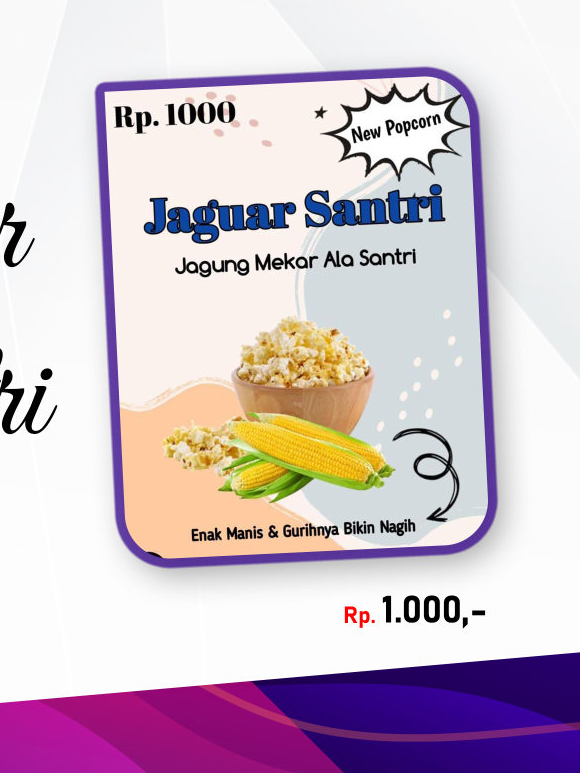 Rp. 1000
New Popcorn
Jaguar Santri
Jagung Mekar Ala Santri
Enak Manis & Gurihnya Bikin Nagih
Rp. 1.000,-